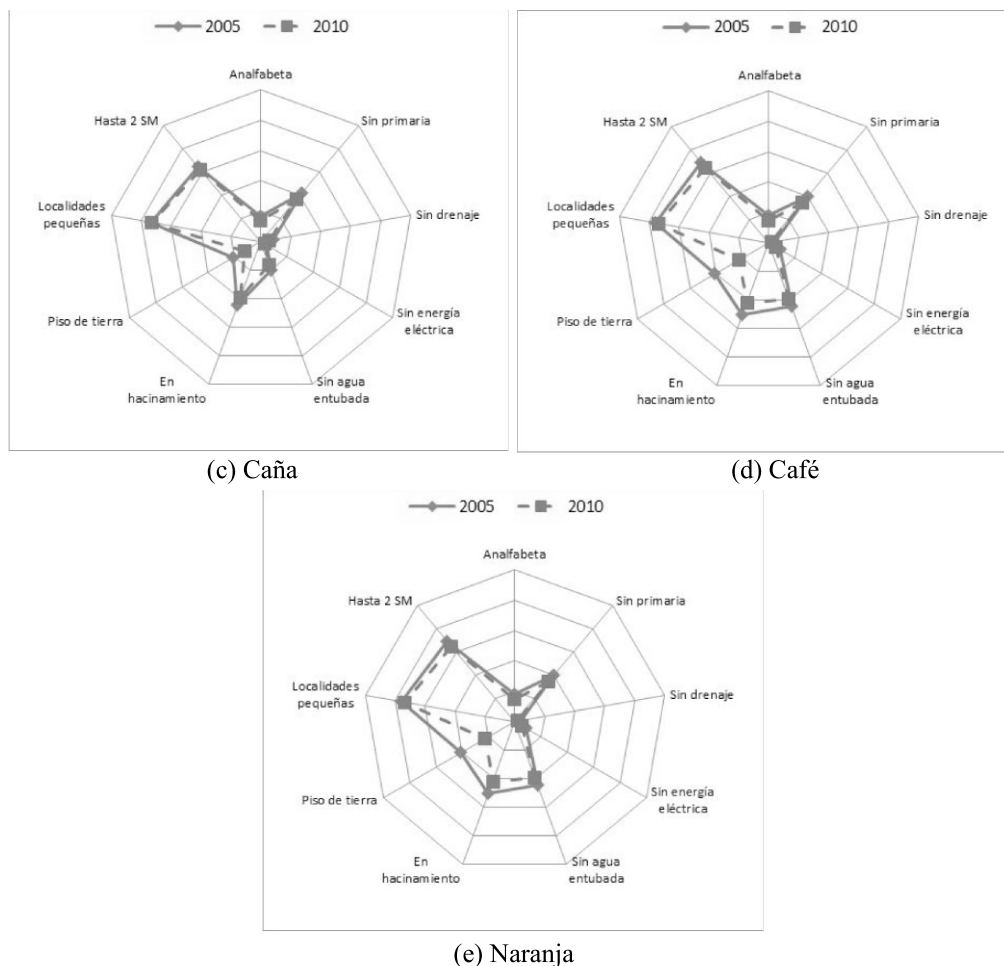 2005 2010
Analfabeta
Sin primaria
Sin drenaje
Sin energía
eléctrica
Sin agua
entubada
En
hacinamiento
Piso de tierra
Localidades
pequeñas
Hasta 2 SM
(c) Caña
2005 2010
Analfabeta
Sin primaria
Sin drenaje
Sin energía
eléctrica
Sin agua
entubada
En
hacinamiento
Piso de tierra
Localidades
pequeñas
Hasta 2 SM
(d) Café
2005 2010
Analfabeta
Sin primaria
Sin drenaje
Sin energía
eléctrica
Sin agua
entubada
En
hacinamiento
Piso de tierra
Localidades
pequeñas
Hasta 2 SM
(e) Naranja